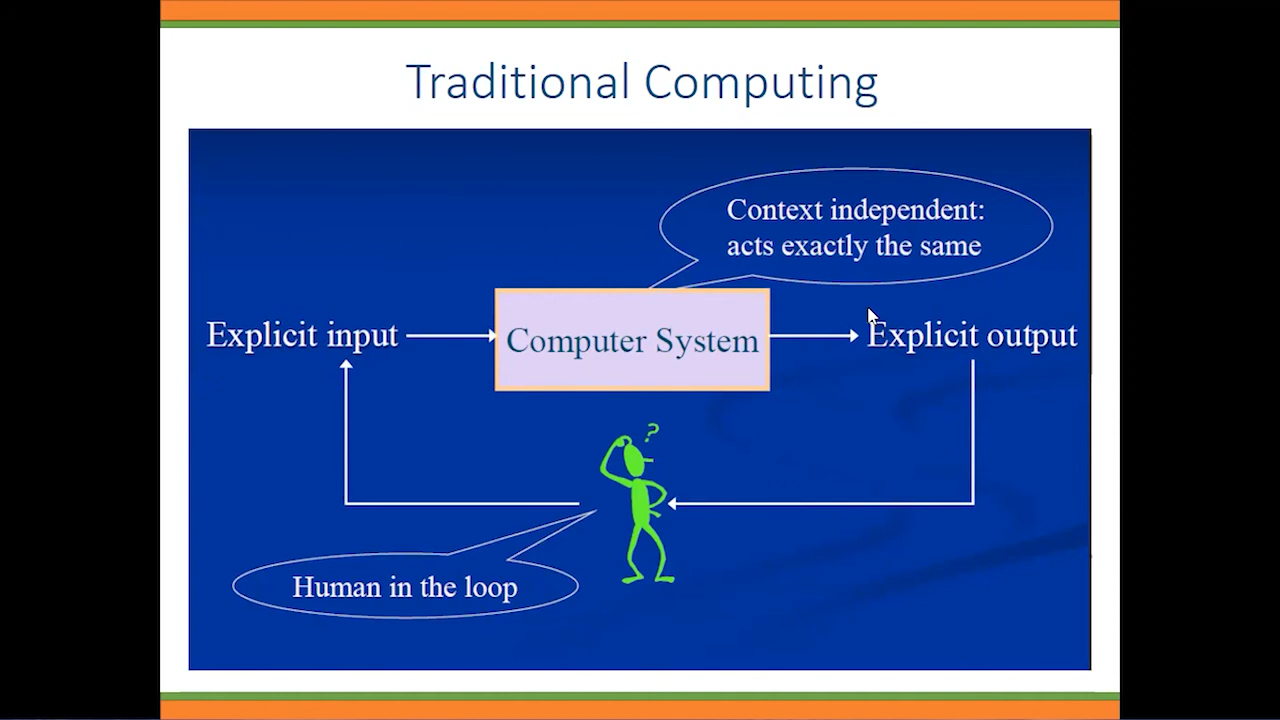 Traditional Computing
Context independent:
acts exactly the same
Explicit input
Computer System
Explicit output
?
Human in the loop